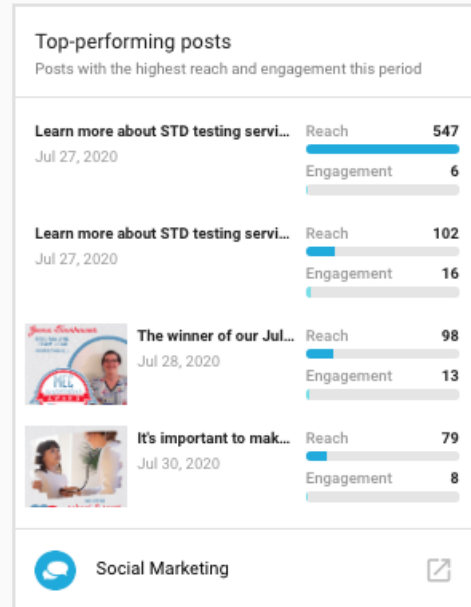 Top-performing posts
Posts with the highest reach and engagement this period
Learn more about STD testing servi... Reach 547
Jul 27, 2020
Engagement 6
Learn more about STD testing servi... Reach 102
Jul 27, 2020
Engagement 16
The winner of our Jul... Reach 98
Jul 28, 2020
Engagement 13
MEG
It's important to mak... Reach 79
Jul 30, 2020
Engagement 8
Social Marketing